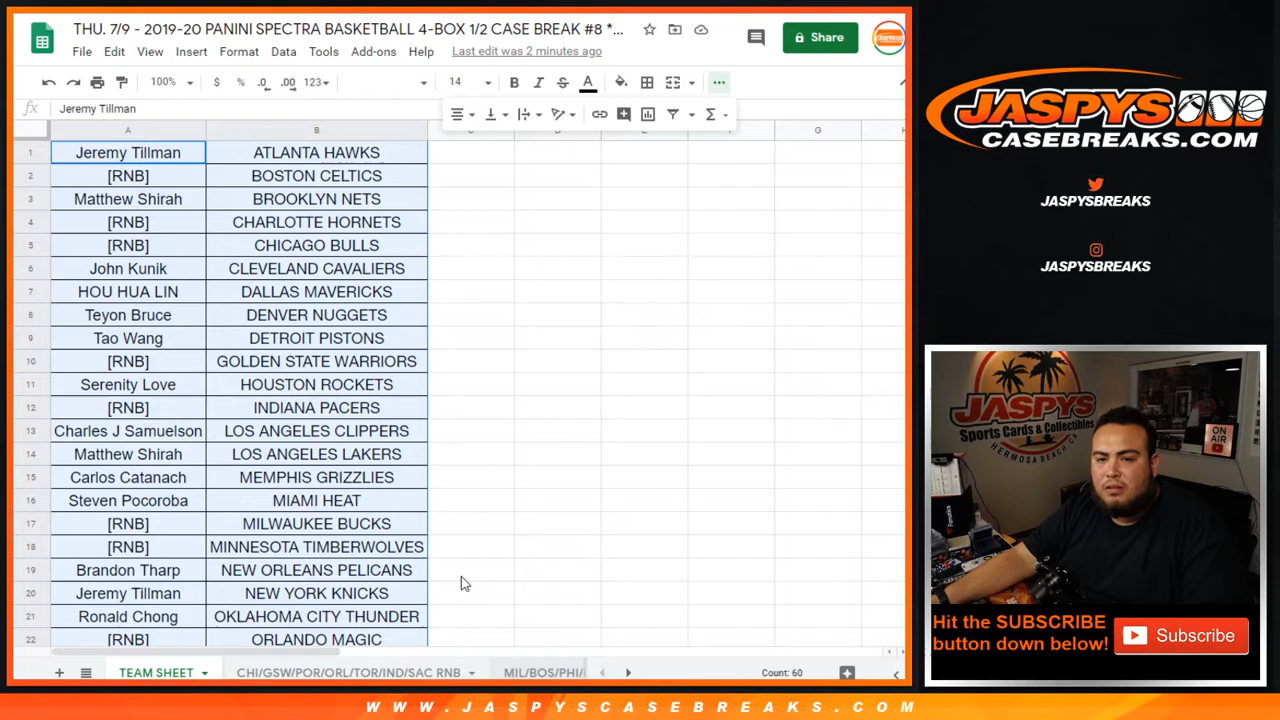 THU. 7/9 - 2019-20 PANINI SPECTRA BASKETBALL 4-BOX 1/2 CASE BREAK #8 *...
File Edit View Insert Format Data Tools Add-ons Help Last edit was 2 minutes ago
Share
100% $ % .0 .00 123 14 B I S A
fx Jeremy Tillman
A B C D E F G H
1 Jeremy Tillman ATLANTA HAWKS
2 [RNB] BOSTON CELTICS
3 Matthew Shirah BROOKLYN NETS
4 [RNB] CHARLOTTE HORNETS
5 [RNB] CHICAGO BULLS
6 John Kunik CLEVELAND CAVALIERS
7 HOU HUA LIN DALLAS MAVERICKS
8 Teyon Bruce DENVER NUGGETS
9 Tao Wang DETROIT PISTONS
10 [RNB] GOLDEN STATE WARRIORS
11 Serenity Love HOUSTON ROCKETS
12 [RNB] INDIANA PACERS
13 Charles J Samuelson LOS ANGELES CLIPPERS
14 Matthew Shirah LOS ANGELES LAKERS
15 Carlos Catanach MEMPHIS GRIZZLIES
16 Steven Pocoroba MIAMI HEAT
17 [RNB] MILWAUKEE BUCKS
18 [RNB] MINNESOTA TIMBERWOLVES
19 Brandon Tharp NEW ORLEANS PELICANS
20 Jeremy Tillman NEW YORK KNICKS
21 Ronald Chong OKLAHOMA CITY THUNDER
22 [RNB] ORLANDO MAGIC
TEAM SHEET CHI/GSW/POR/ORL/TOR/IND/SAC RNB MIL/BOS/PHI/ Count: 60
JASPYS
CASEBREAKS.COM
JASPYSBREAKS
JASPYSBREAKS
JASPYS
Sports Cards & Collectibles
HERMOSA BEACH CA
ON AIR
Fanatics
Hit the SUBSCRIBE
button down below!
Subscribe
WWW.JASPYSCASEBREAKS.COM